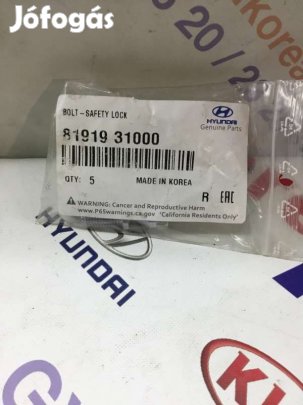 Jófogás
BOLT-SAFETY LOCK
81919 31000
HYUNDAI
Genuine Parts
QTY: 5
MADE IN KOREA
R EAC
WARNING: Cancer and Reproductive Harm
www.P65warnings.ca.gov "California Residents Only"
HYUNDAI
KIA